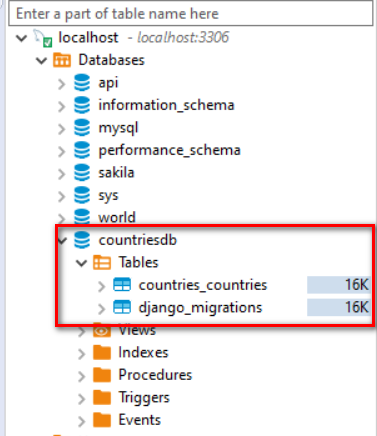 Enter a part of table name here
localhost - localhost:3306
Databases
api
information_schema
mysql
performance_schema
sakila
sys
world
countriesdb
Tables
countries_countries 16K
django_migrations 16K
Views
Indexes
Procedures
Triggers
Events